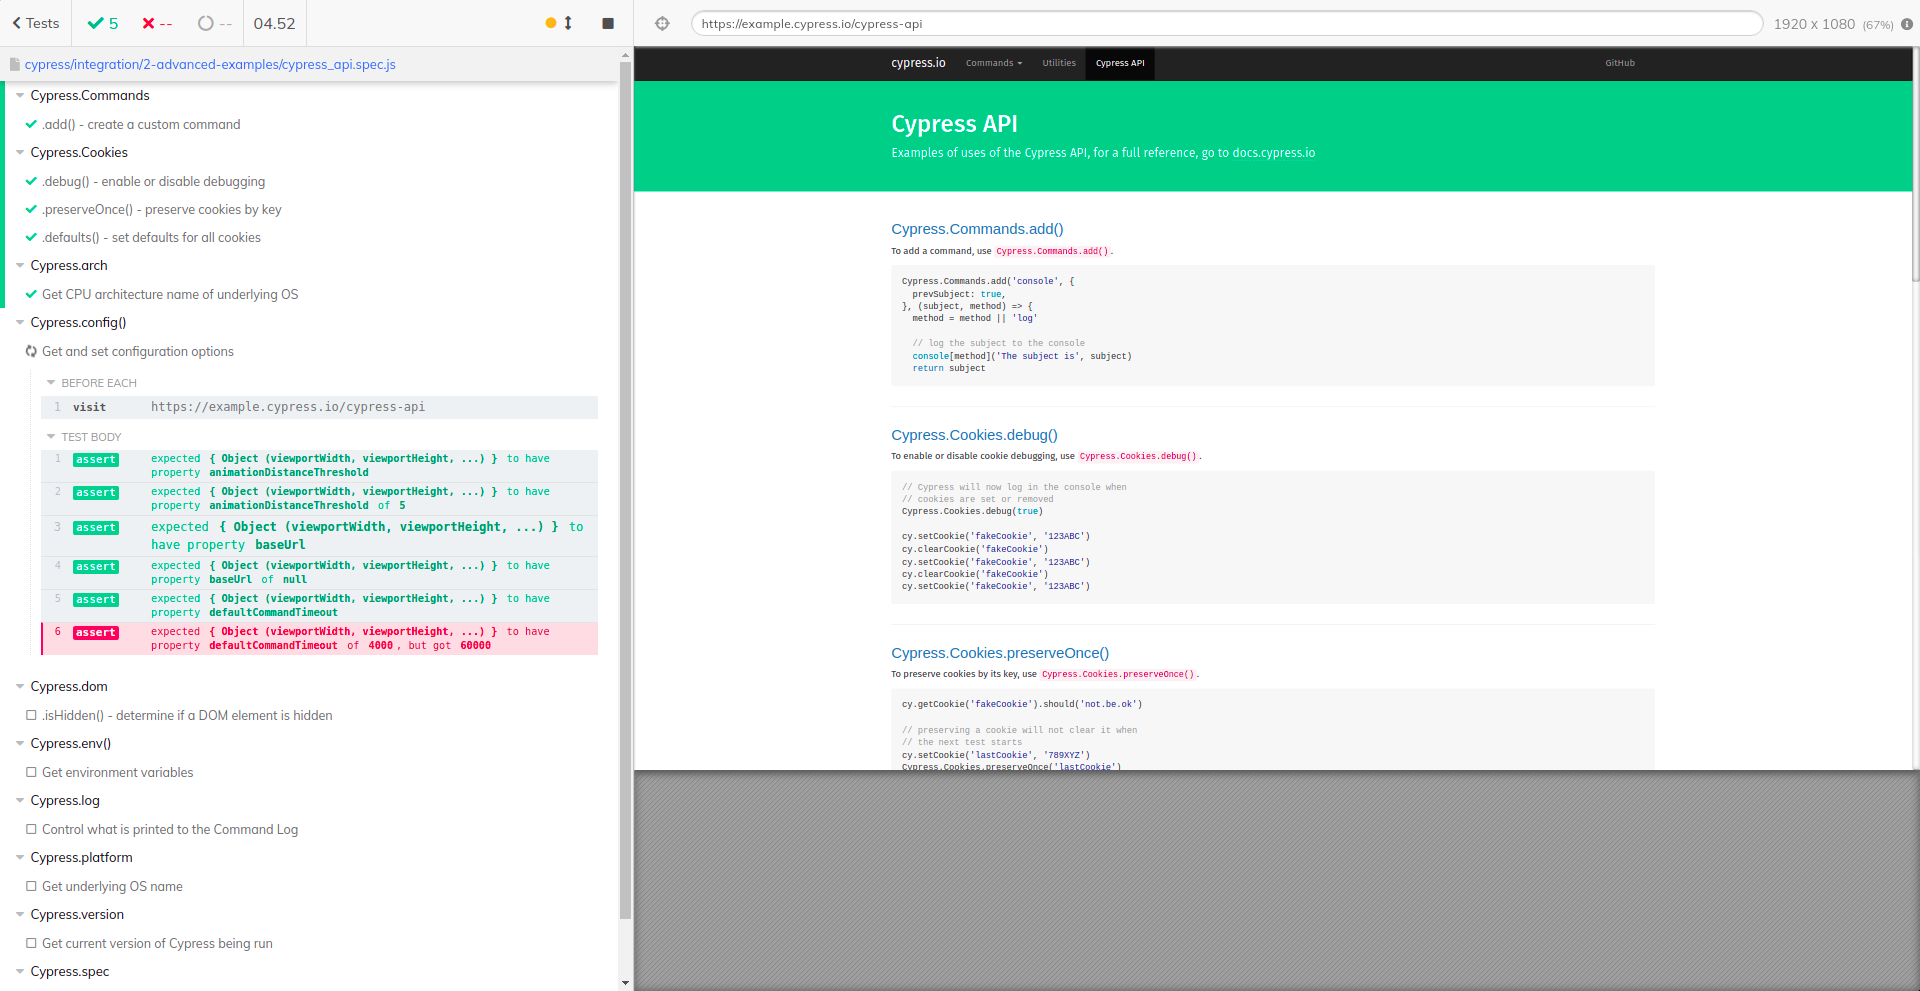 Tests
5
--
--
04.52
cypress/integration/2-advanced-examples/cypress_api.spec.js
Cypress.Commands
.add() - create a custom command
Cypress.Cookies
.debug() - enable or disable debugging
.preserveOnce() - preserve cookies by key
.defaults() - set defaults for all cookies
Cypress.arch
Get CPU architecture name of underlying OS
Cypress.config()
Get and set configuration options
BEFORE EACH
1 visit https://example.cypress.io/cypress-api
TEST BODY
1 assert expected { Object (viewportWidth, viewportHeight, ...) } to have
property animationDistanceThreshold
2 assert expected { Object (viewportWidth, viewportHeight, ...) } to have
property animationDistanceThreshold of 5
3 assert expected { Object (viewportWidth, viewportHeight, ...) } to
have property baseUrl
4 assert expected { Object (viewportWidth, viewportHeight, ...) } to have
property baseUrl of null
5 assert expected { Object (viewportWidth, viewportHeight, ...) } to have
property defaultCommandTimeout
6 assert expected { Object (viewportWidth, viewportHeight, ...) } to have
property defaultCommandTimeout of 4000, but got 60000
Cypress.dom
.isHidden() - determine if a DOM element is hidden
Cypress.env()
Get environment variables
Cypress.log
Control what is printed to the Command Log
Cypress.platform
Get underlying OS name
Cypress.version
Get current version of Cypress being run
Cypress.spec
https://example.cypress.io/cypress-api
1920 x 1080 (67%)
cypress.io Commands Utilities Cypress API GitHub
Cypress API
Examples of uses of the Cypress API, for a full reference, go to docs.cypress.io
Cypress.Commands.add()
To add a command, use Cypress.Commands.add().
Cypress.Commands.add('console', {
prevSubject: true,
}, (subject, method) => {
method = method || 'log'
// log the subject to the console
console[method]('The subject is', subject)
return subject
Cypress.Cookies.debug()
To enable or disable cookie debugging, use Cypress.Cookies.debug().
// Cypress will now log in the console when
// cookies are set or removed
Cypress.Cookies.debug(true)
cy.setCookie('fakeCookie', '123ABC')
cy.clearCookie('fakeCookie')
cy.setCookie('fakeCookie', '123ABC')
cy.clearCookie('fakeCookie')
cy.setCookie('fakeCookie', '123ABC')
Cypress.Cookies.preserveOnce()
To preserve cookies by its key, use Cypress.Cookies.preserveOnce().
cy.getCookie('fakeCookie').should('not.be.ok')
// preserving a cookie will not clear it when
// the next test starts
cy.setCookie('lastCookie', '789XYZ')
Cypress.Cookies.preserveOnce('lastCookie')